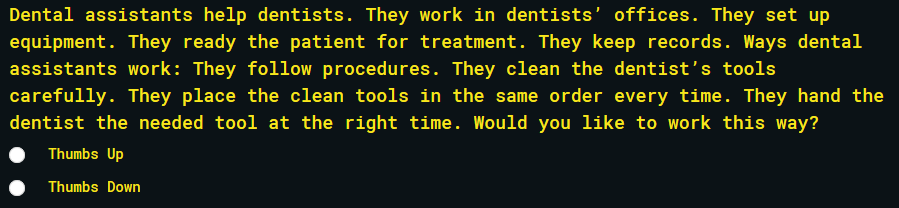 Dental assistants help dentists. They work in dentists’ offices. They set up
equipment. They ready the patient for treatment. They keep records. Ways dental
assistants work: They follow procedures. They clean the dentist’s tools
carefully. They place the clean tools in the same order every time. They hand the
dentist the needed tool at the right time. Would you like to work this way?
Thumbs Up
Thumbs Down